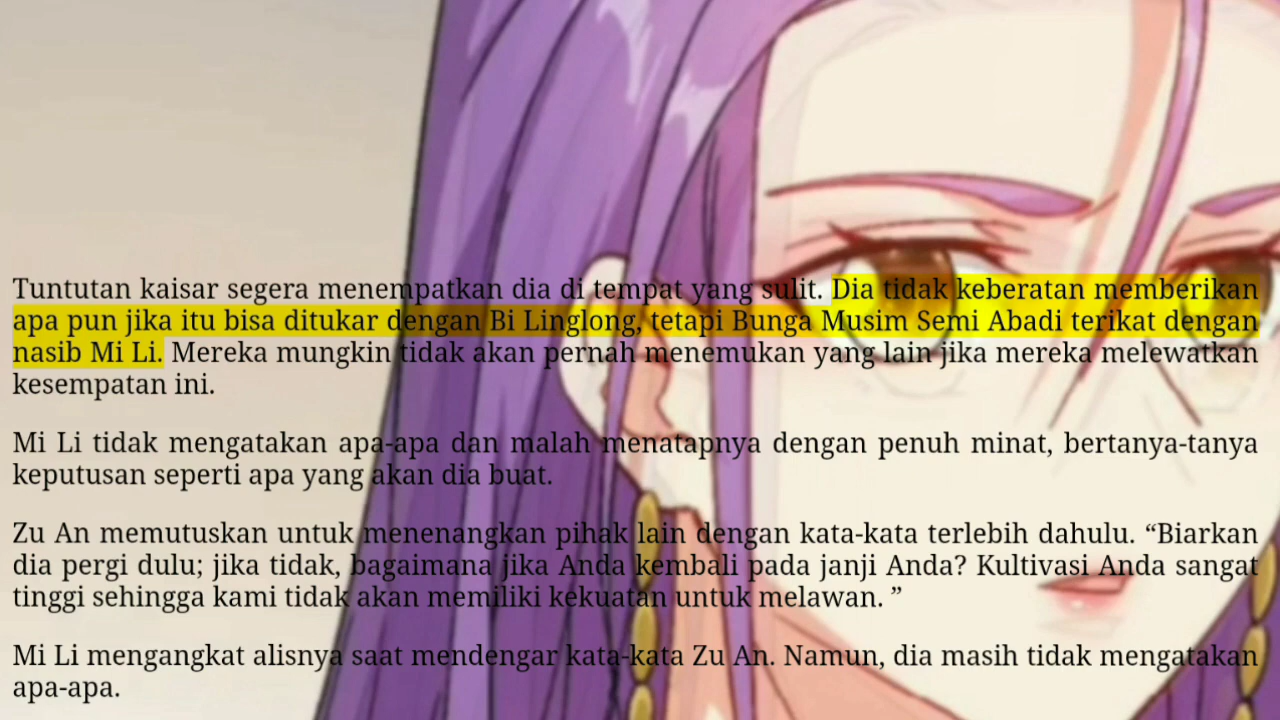 Tuntutan kaisar segera menempatkan dia di tempat yang sulit. Dia tidak keberatan memberikan
apa pun jika itu bisa ditukar dengan Bi Linglong, tetapi Bunga Musim Semi Abadi terikat dengan
nasib Mi Li. Mereka mungkin tidak akan pernah menemukan yang lain jika mereka melewatkan
kesempatan ini.
Mi Li tidak mengatakan apa-apa dan malah menatapnya dengan penuh minat, bertanya-tanya
keputusan seperti apa yang akan dia buat.
Zu An memutuskan untuk menenangkan pihak lain dengan kata-kata terlebih dahulu. “Biarkan
dia pergi dulu; jika tidak, bagaimana jika Anda kembali pada janji Anda? Kultivasi Anda sangat
tinggi sehingga kami tidak akan memiliki kekuatan untuk melawan. ”
Mi Li mengangkat alisnya saat mendengar kata-kata Zu An. Namun, dia masih tidak mengatakan
apa-apa.